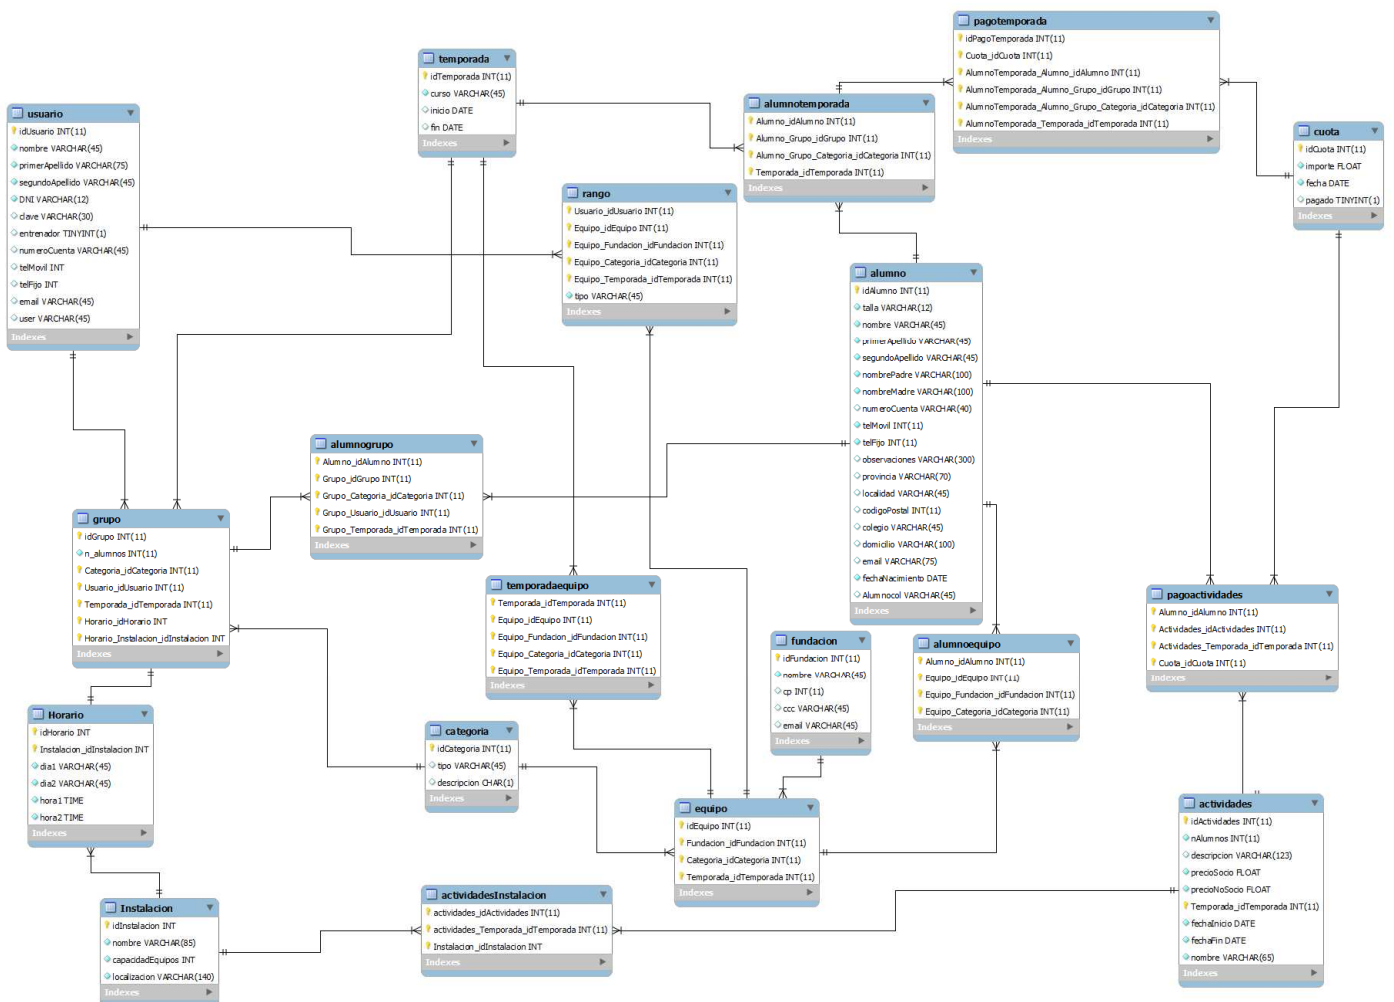 pagotemporada
idPagoTemporada INT(11)
Cuota_idCuota INT(11)
AlumnoTemporada_Alumno_idAlumno INT(11)
AlumnoTemporada_Alumno_Grupo_idGrupo INT(11)
AlumnoTemporada_Alumno_Grupo_Categoria_idCategoria INT(11)
AlumnoTemporada_Temporada_idTemporada INT(11)
Indexes
temporada
idTemporada INT(11)
curso VARCHAR(45)
inicio DATE
fin DATE
Indexes
alumnotemporada
Alumno_idAlumno INT(11)
Alumno_Grupo_idGrupo INT(11)
Alumno_Grupo_Categoria_idCategoria INT(11)
Temporada_idTemporada INT(11)
Indexes
usuario
idUsuario INT(11)
nombre VARCHAR(45)
primerApellido VARCHAR(75)
segundoApellido VARCHAR(45)
DNI VARCHAR(12)
clave VARCHAR(30)
entrenador TINYINT(1)
numeroCuenta VARCHAR(45)
telMovil INT
telFijo INT
email VARCHAR(45)
user VARCHAR(45)
Indexes
cuota
idCuota INT(11)
importe FLOAT
fecha DATE
pagado TINYINT(1)
Indexes
rango
Usuario_idUsuario INT(11)
Equipo_idEquipo INT(11)
Equipo_Fundacion_idFundacion INT(11)
Equipo_Categoria_idCategoria INT(11)
Equipo_Temporada_idTemporada INT(11)
tipo VARCHAR(45)
Indexes
alumno
idAlumno INT(11)
talla VARCHAR(12)
nombre VARCHAR(45)
primerApellido VARCHAR(45)
segundoApellido VARCHAR(45)
nombrePadre VARCHAR(100)
nombreMadre VARCHAR(100)
numeroCuenta VARCHAR(40)
telMovil INT(11)
telFijo INT(11)
observaciones VARCHAR(300)
provincia VARCHAR(70)
localidad VARCHAR(45)
codigoPostal INT(11)
colegio VARCHAR(45)
domicilio VARCHAR(100)
email VARCHAR(75)
fechaNacimiento DATE
Alumnocol VARCHAR(45)
Indexes
alumnogrupo
Alumno_idAlumno INT(11)
Grupo_idGrupo INT(11)
Grupo_Categoria_idCategoria INT(11)
Grupo_Usuario_idUsuario INT(11)
Grupo_Temporada_idTemporada INT(11)
Indexes
grupo
idGrupo INT(11)
n_alumnos INT(11)
Categoria_idCategoria INT(11)
Usuario_idUsuario INT(11)
Temporada_idTemporada INT(11)
Horario_idHorario INT
Horario_Instalacion_idInstalacion INT
Indexes
temporadaequipo
Temporada_idTemporada INT(11)
Equipo_idEquipo INT(11)
Equipo_Fundacion_idFundacion INT(11)
Equipo_Categoria_idCategoria INT(11)
Equipo_Temporada_idTemporada INT(11)
Indexes
pagoactividades
Alumno_idAlumno INT(11)
Actividades_idActividades INT(11)
Actividades_Temporada_idTemporada INT(11)
Cuota_idCuota INT(11)
Indexes
fundacion
idFundacion INT(11)
nombre VARCHAR(45)
cp INT(11)
ccc VARCHAR(45)
email VARCHAR(45)
Indexes
alumnoequipo
Alumno_idAlumno INT(11)
Equipo_idEquipo INT(11)
Equipo_Fundacion_idFundacion INT(11)
Equipo_Categoria_idCategoria INT(11)
Indexes
Horario
idHorario INT
Instalacion_idInstalacion INT
dia1 VARCHAR(45)
dia2 VARCHAR(45)
hora1 TIME
hora2 TIME
Indexes
categoria
idCategoria INT(11)
tipo VARCHAR(45)
descripcion CHAR(1)
Indexes
equipo
idEquipo INT(11)
Fundacion_idFundacion INT(11)
Categoria_idCategoria INT(11)
Temporada_idTemporada INT(11)
Indexes
actividades
idActividades INT(11)
nAlumnos INT(11)
descripcion VARCHAR(123)
precioSocio FLOAT
precioNoSocio FLOAT
Temporada_idTemporada INT(11)
fechaInicio DATE
fechaFin DATE
nombre VARCHAR(65)
Indexes
actividadesInstalacion
actividades_idActividades INT(11)
actividades_Temporada_idTemporada INT(11)
Instalacion_idInstalacion INT
Indexes
Instalacion
idInstalacion INT
nombre VARCHAR(85)
capacidadEquipos INT
localizacion VARCHAR(140)
Indexes